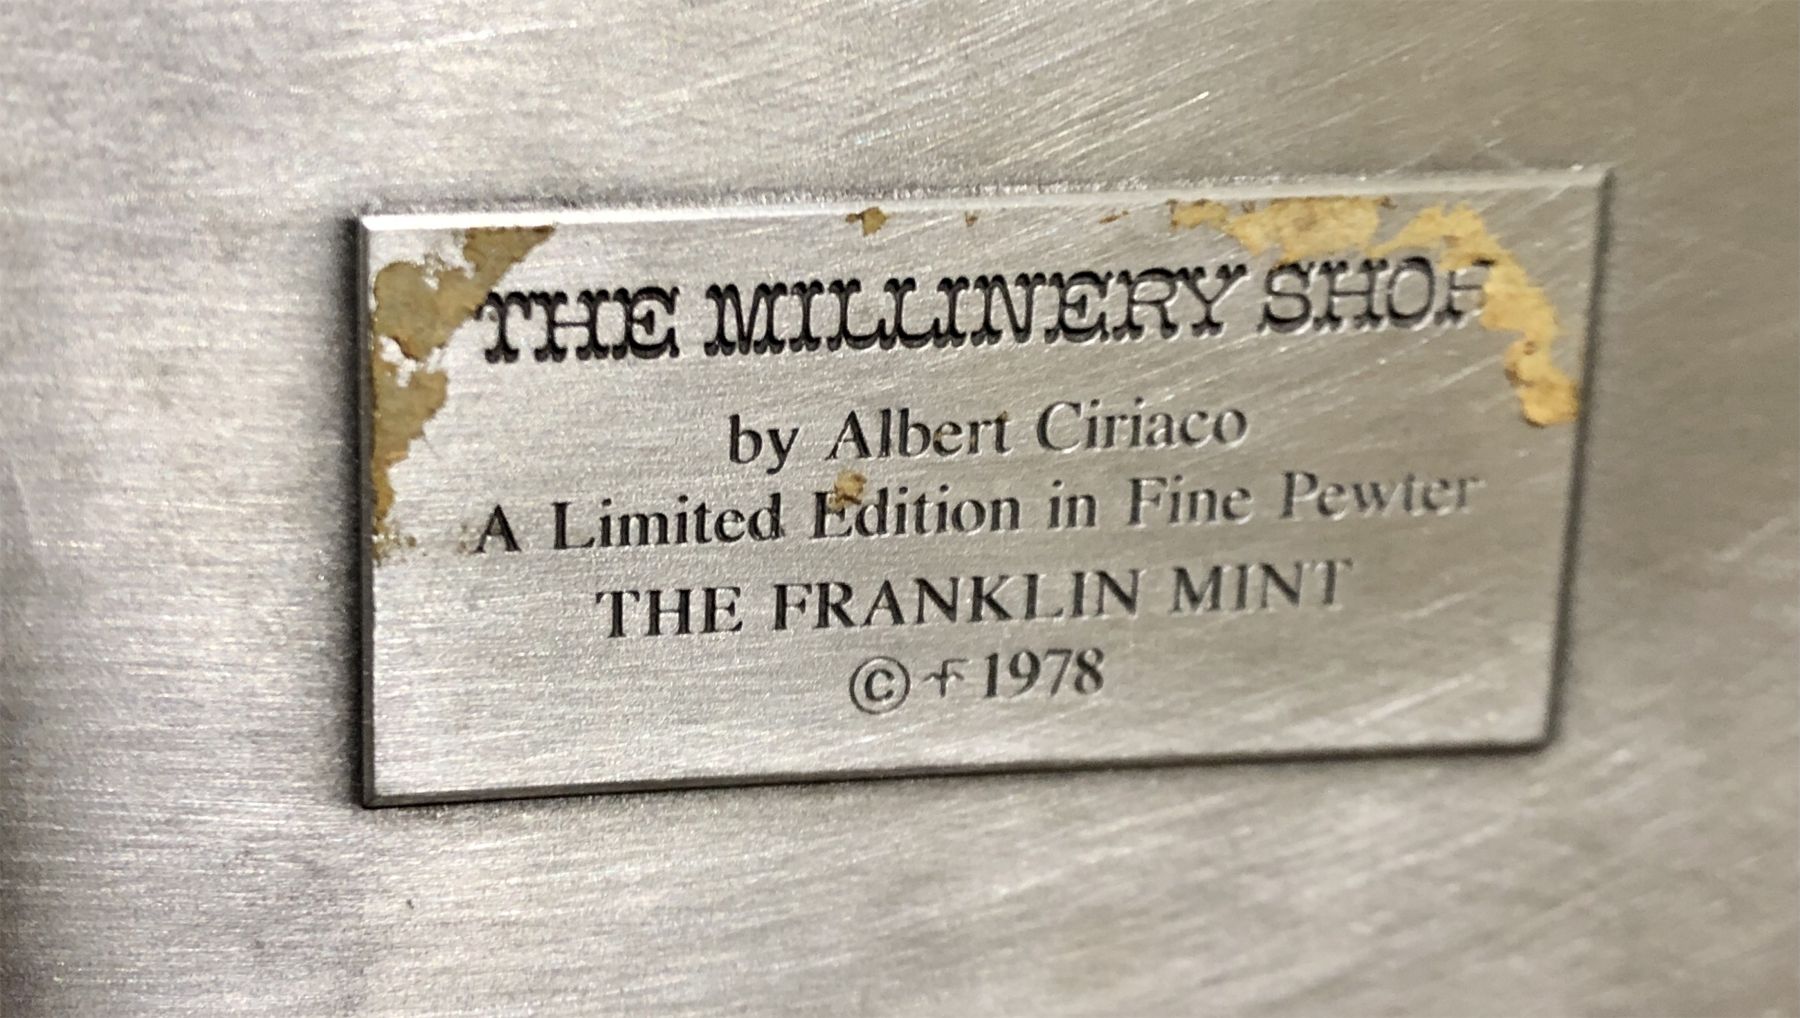 THE MILLINERY SHOP
by Albert Ciriaco
A Limited Edition in Fine Pewter
THE FRANKLIN MINT
© f 1978